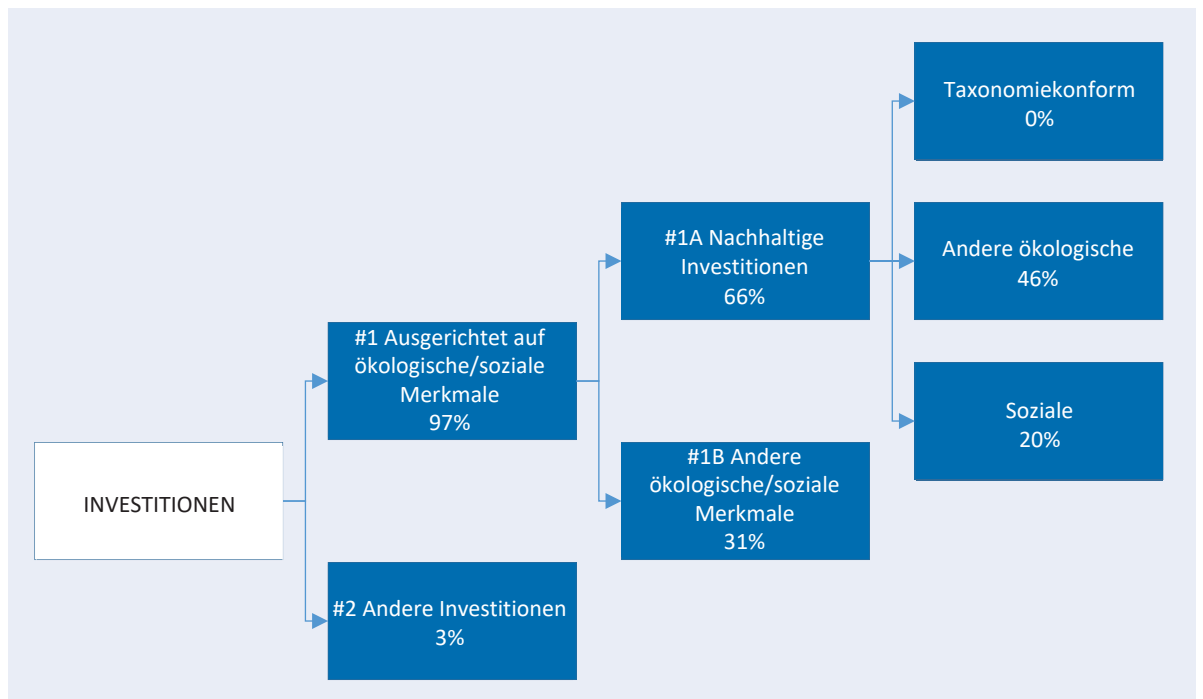 Taxonomiekonform
0%
#1A Nachhaltige
Investitionen
66%
Andere ökologische
46%
#1 Ausgerichtet auf
ökologische/soziale
Merkmale
97%
Soziale
20%
#1B Andere
ökologische/soziale
Merkmale
31%
INVESTITIONEN
#2 Andere Investitionen
3%